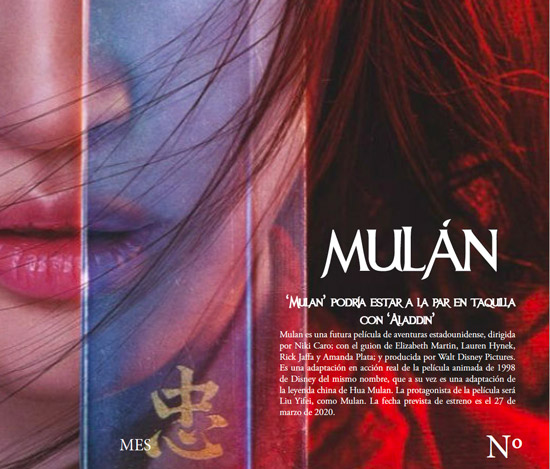 MULÁN
‘Mulan’ podría estar a la par en taquilla
con ‘Aladdin’
Mulan es una futura película de aventuras estadounidense, dirigida
por Niki Caro; con el guion de Elizabeth Martin, Lauren Hynek,
Rick Jaffa y Amanda Plata; y producida por Walt Disney Pictures.
Es una adaptación en acción real de la película animada de 1998
de Disney del mismo nombre, que a su vez es una adaptación de
la leyenda china de Hua Mulan. La protagonista de la película será
Liu Yifei, como Mulan. La fecha prevista de estreno es el 27 de
marzo de 2020.
忠
MES
Nº